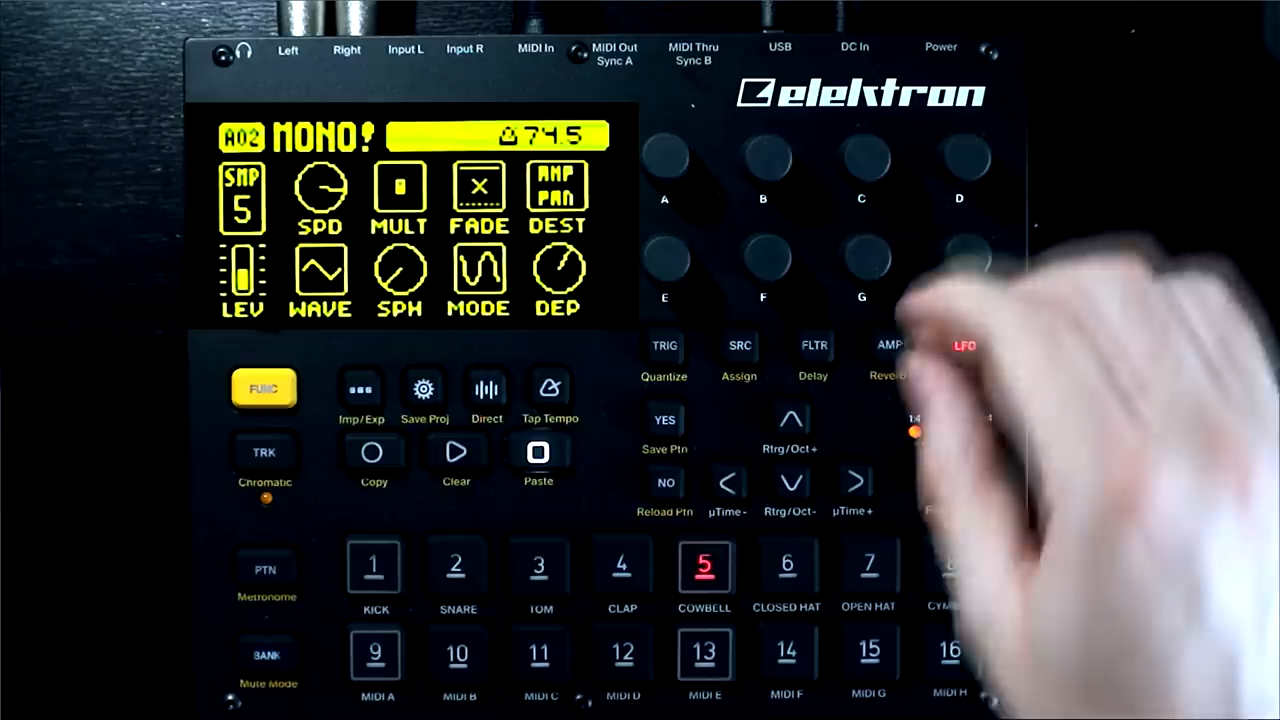 Left Right Input L Input R MIDI In MIDI Out MIDI Thru USB DC In Power
Sync A Sync B
elektron
A02 MONO! 74.5
SMP
5
AMP
PAN
SPD MULT FADE DEST
LEV WAVE SPH MODE DEP
A B C D
E F G
TRIG SRC FLTR AMP LFO
Quantize Assign Delay
FUNC
Imp/Exp Save Proj Direct Tap Tempo
YES
Save Ptn Rtrg/Oct+
1:4
TRK
Chromatic Copy Clear Paste
NO
Reload Ptn µTime- Rtrg/Oct- µTime+
PTN
Metronome
1 2 3 4 5 6 7
KICK SNARE TOM CLAP COWBELL CLOSED HAT OPEN HAT
BANK
Mute Mode
9 10 11 12 13 14 15 16
MIDI A MIDI B MIDI C MIDI D MIDI E MIDI F MIDI G MIDI H